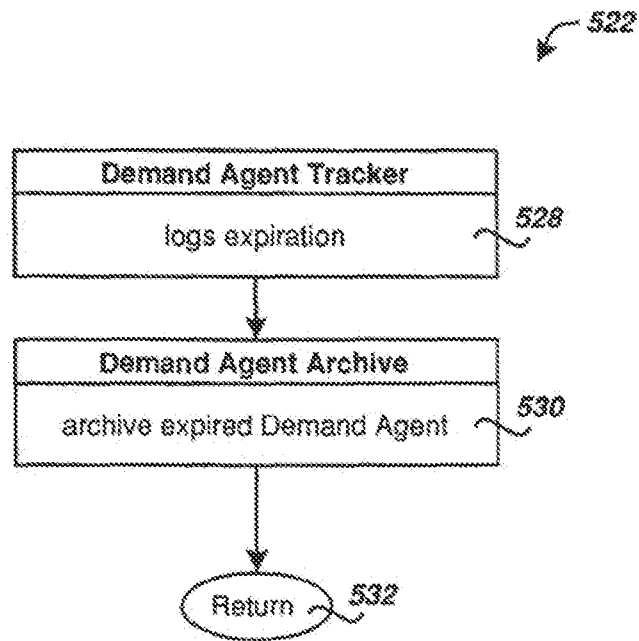 522
Demand Agent Tracker
logs expiration
528
Demand Agent Archive
archive expired Demand Agent
530
Return
532